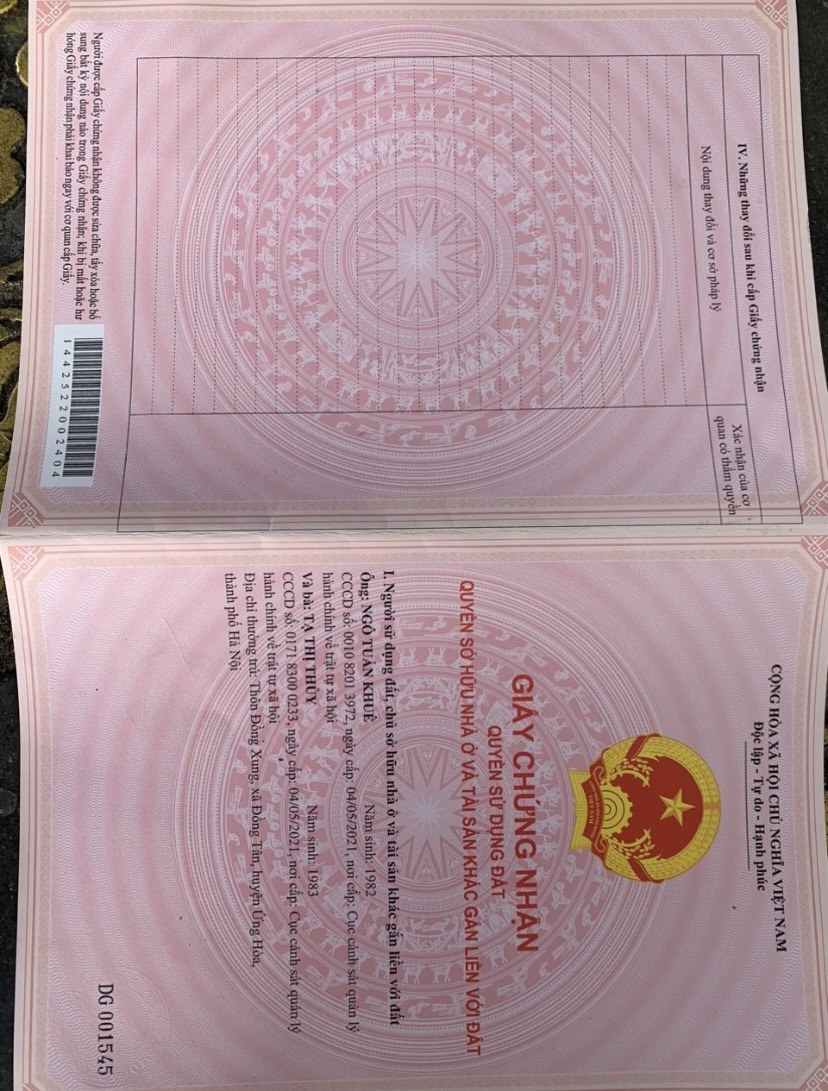 IV. Những thay đổi sau khi cấp Giấy chứng nhận
Nội dung thay đổi và cơ sở pháp lý
Xác nhận của cơ
quan có thẩm quyền
Người được cấp Giấy chứng nhận không được sửa chữa, tẩy xóa hoặc bổ
sung bất kỳ nội dung nào trong Giấy chứng nhận; khi bị mất hoặc hư
hỏng Giấy chứng nhận phải khai báo ngay với cơ quan cấp Giấy.
1442522002404
CỘNG HÒA XÃ HỘI CHỦ NGHĨA VIỆT NAM
Độc lập - Tự do - Hạnh phúc
GIẤY CHỨNG NHẬN
QUYỀN SỬ DỤNG ĐẤT
QUYỀN SỞ HỮU NHÀ Ở VÀ TÀI SẢN KHÁC GẮN LIỀN VỚI ĐẤT
I. Người sử dụng đất, chủ sở hữu nhà ở và tài sản khác gắn liền với đất
Ông: NGÔ TUẤN KHUÊ Năm sinh: 1982
CCCD số: 0010 8201 3972, ngày cấp: 04/05/2021, nơi cấp: Cục cảnh sát quản lý
hành chính về trật tự xã hội
Và bà: TẠ THỊ THỦY Năm sinh: 1983
CCCD số: 0171 8300 0233, ngày cấp: 04/05/2021, nơi cấp: Cục cảnh sát quản lý
hành chính về trật tự xã hội
Địa chỉ thường trú: Thôn Đồng Xung, xã Đồng Tân, huyện Ứng Hòa,
thành phố Hà Nội
DG 001545